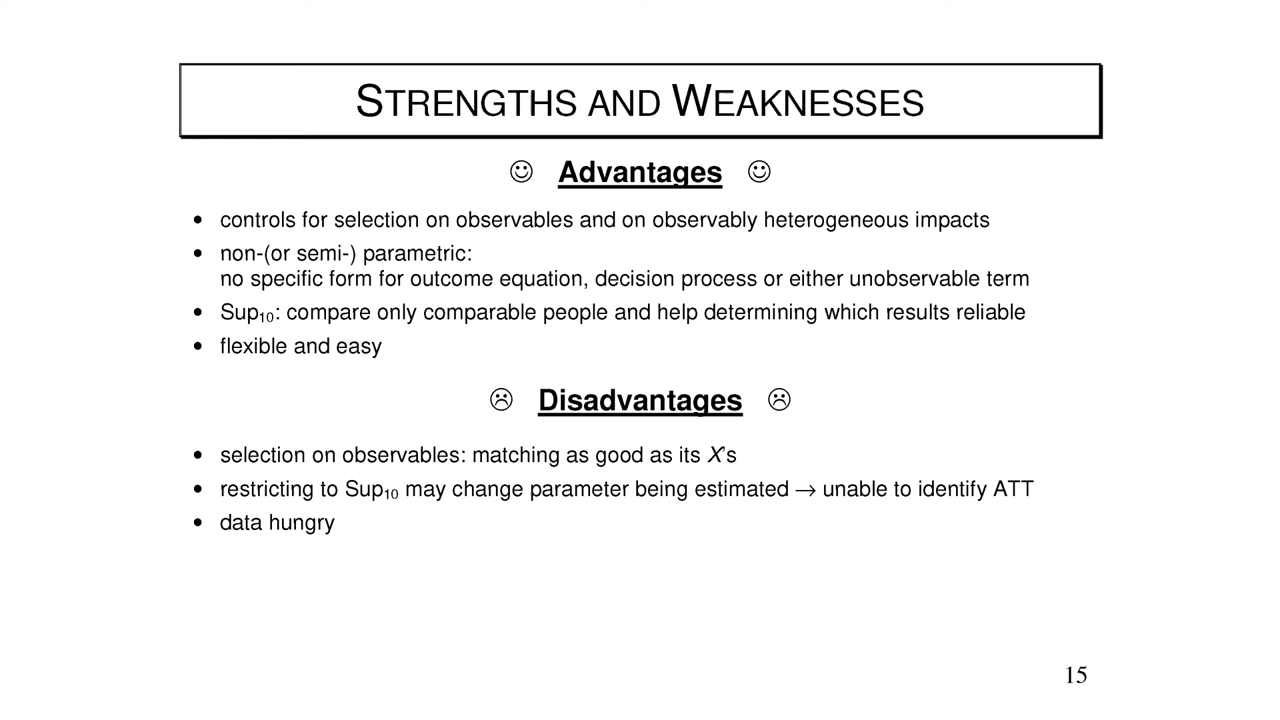 STRENGTHS AND WEAKNESSES
☺ Advantages ☺
• controls for selection on observables and on observably heterogeneous impacts
• non-(or semi-) parametric:
no specific form for outcome equation, decision process or either unobservable term
• Sup₁₀: compare only comparable people and help determining which results reliable
• flexible and easy
☹ Disadvantages ☹
• selection on observables: matching as good as its X's
• restricting to Sup₁₀ may change parameter being estimated → unable to identify ATT
• data hungry
15